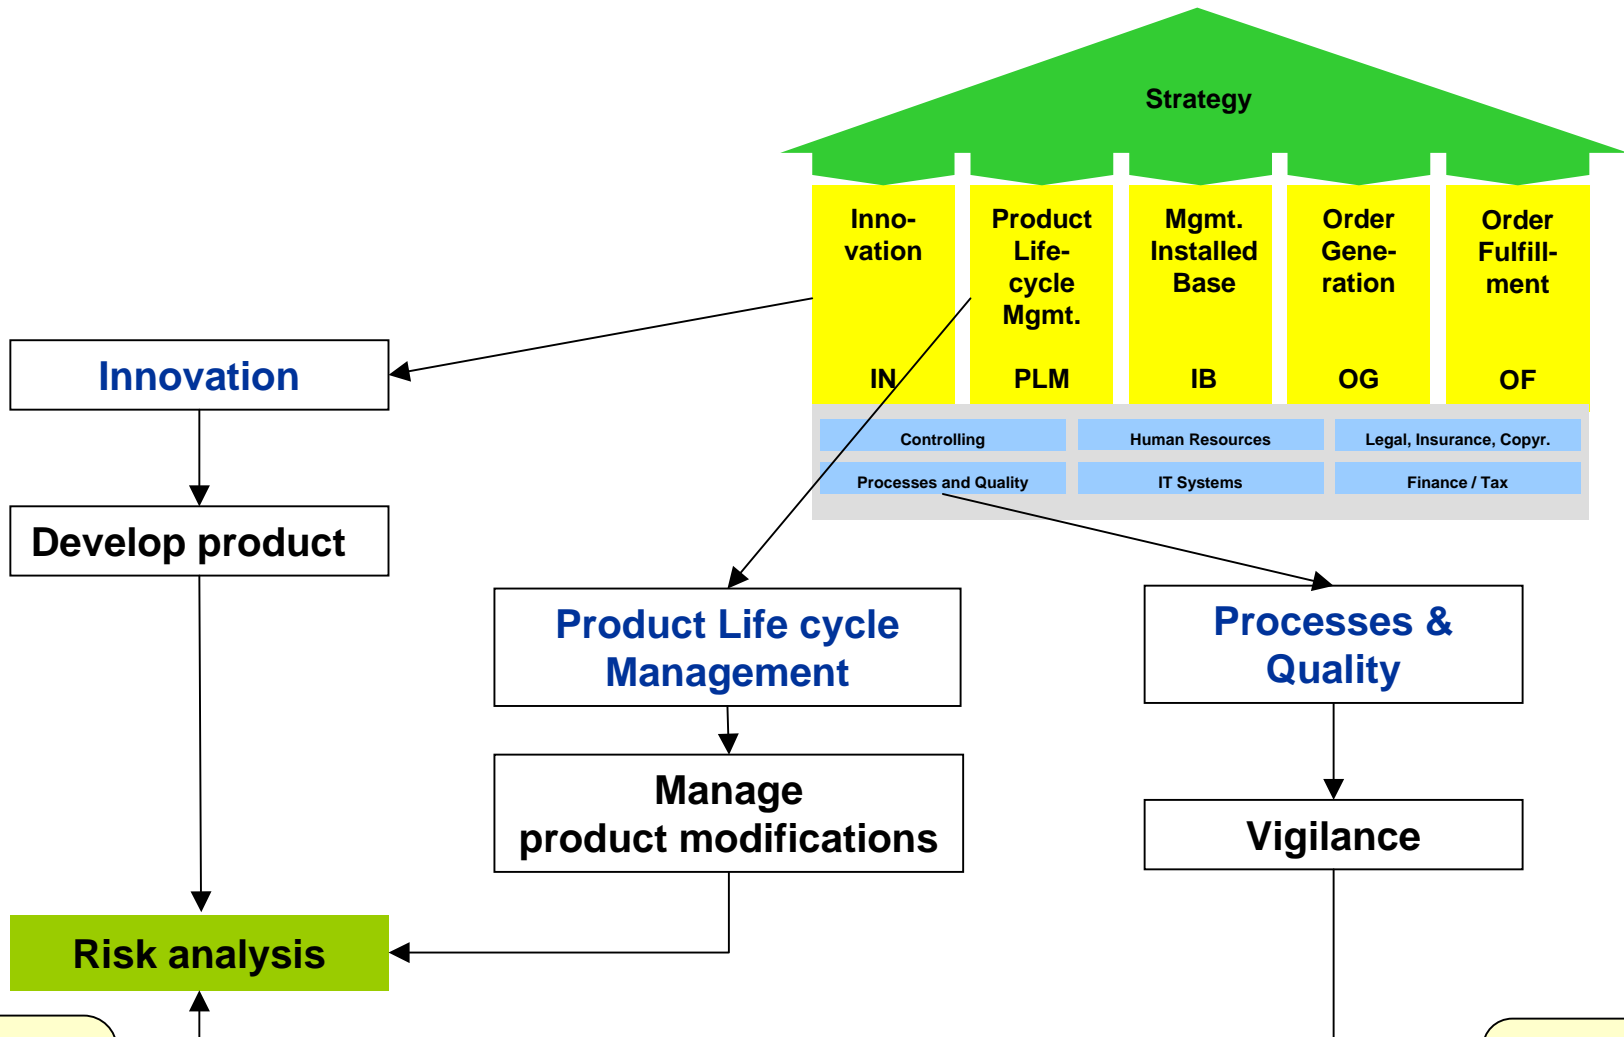 Strategy
Inno-
vation
IN
Product
Life-
cycle
Mgmt.
PLM
Mgmt.
Installed
Base
IB
Order
Gene-
ration
OG
Order
Fulfill-
ment
OF
Controlling
Human Resources
Legal, Insurance, Copyr.
Processes and Quality
IT Systems
Finance / Tax
Innovation
Develop product
Product Life cycle
Management
Manage
product modifications
Processes &
Quality
Vigilance
Risk analysis